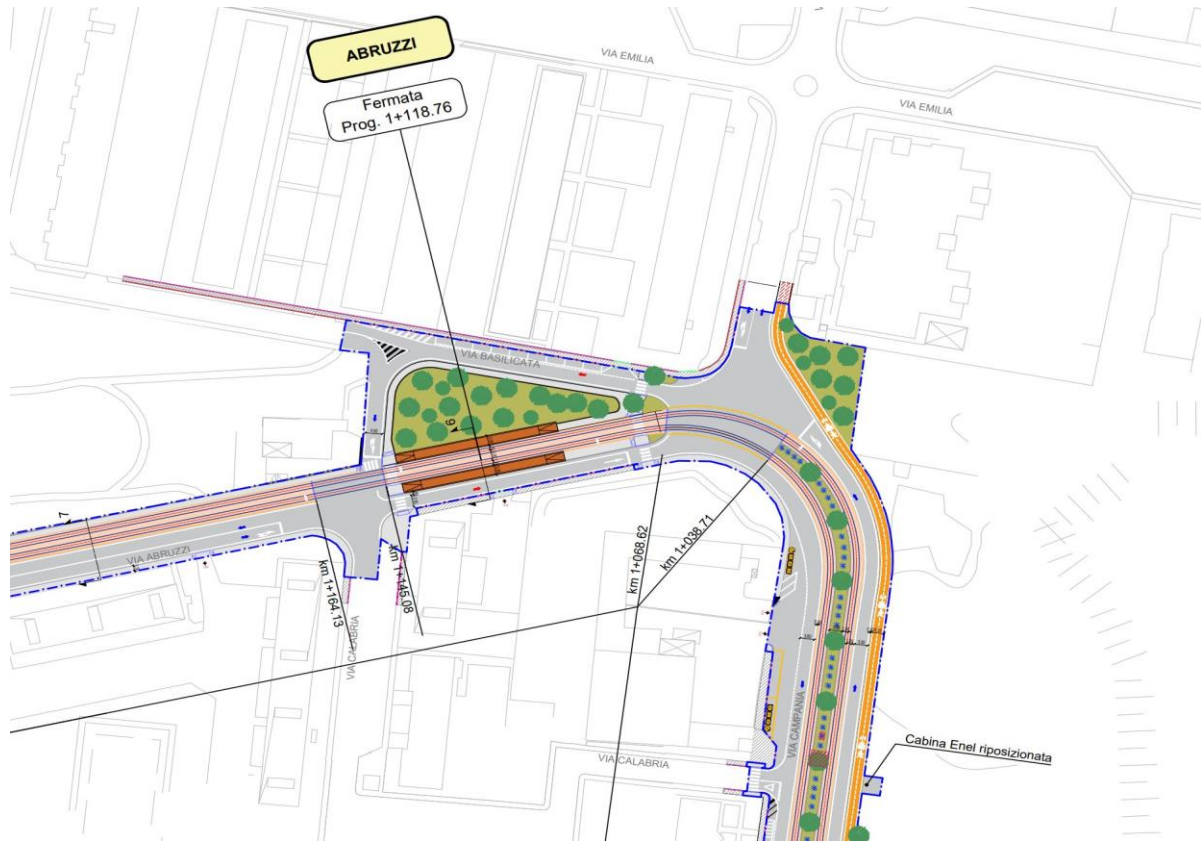 ABRUZZI
Fermata
Prog. 1+118.76
VIA EMILIA
VIA EMILIA
VIA BASILICATA
6
7
VIA ABRUZZI
km 1+164.13
km 1+145.08
km 1+068.62
km 1+038.71
VIA CALABRIA
VIA CALABRIA
VIA CAMPANIA
Cabina Enel riposizionata